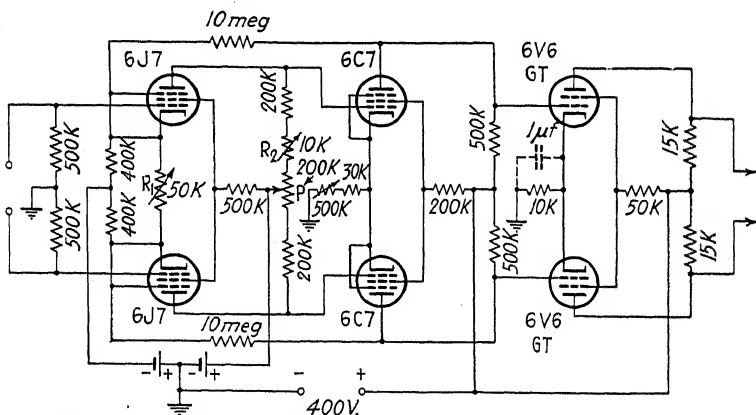 10 meg
6J7
6C7
6V6
GT
200K
500K
400K
R1
50K
R2
10K
200K
P
30K
500K
1μf
15K
500K
500K
200K
10K
50K
400K
500K
200K
500K
15K
6J7
10 meg
6C7
6V6
GT
- + - +
- +
400V.